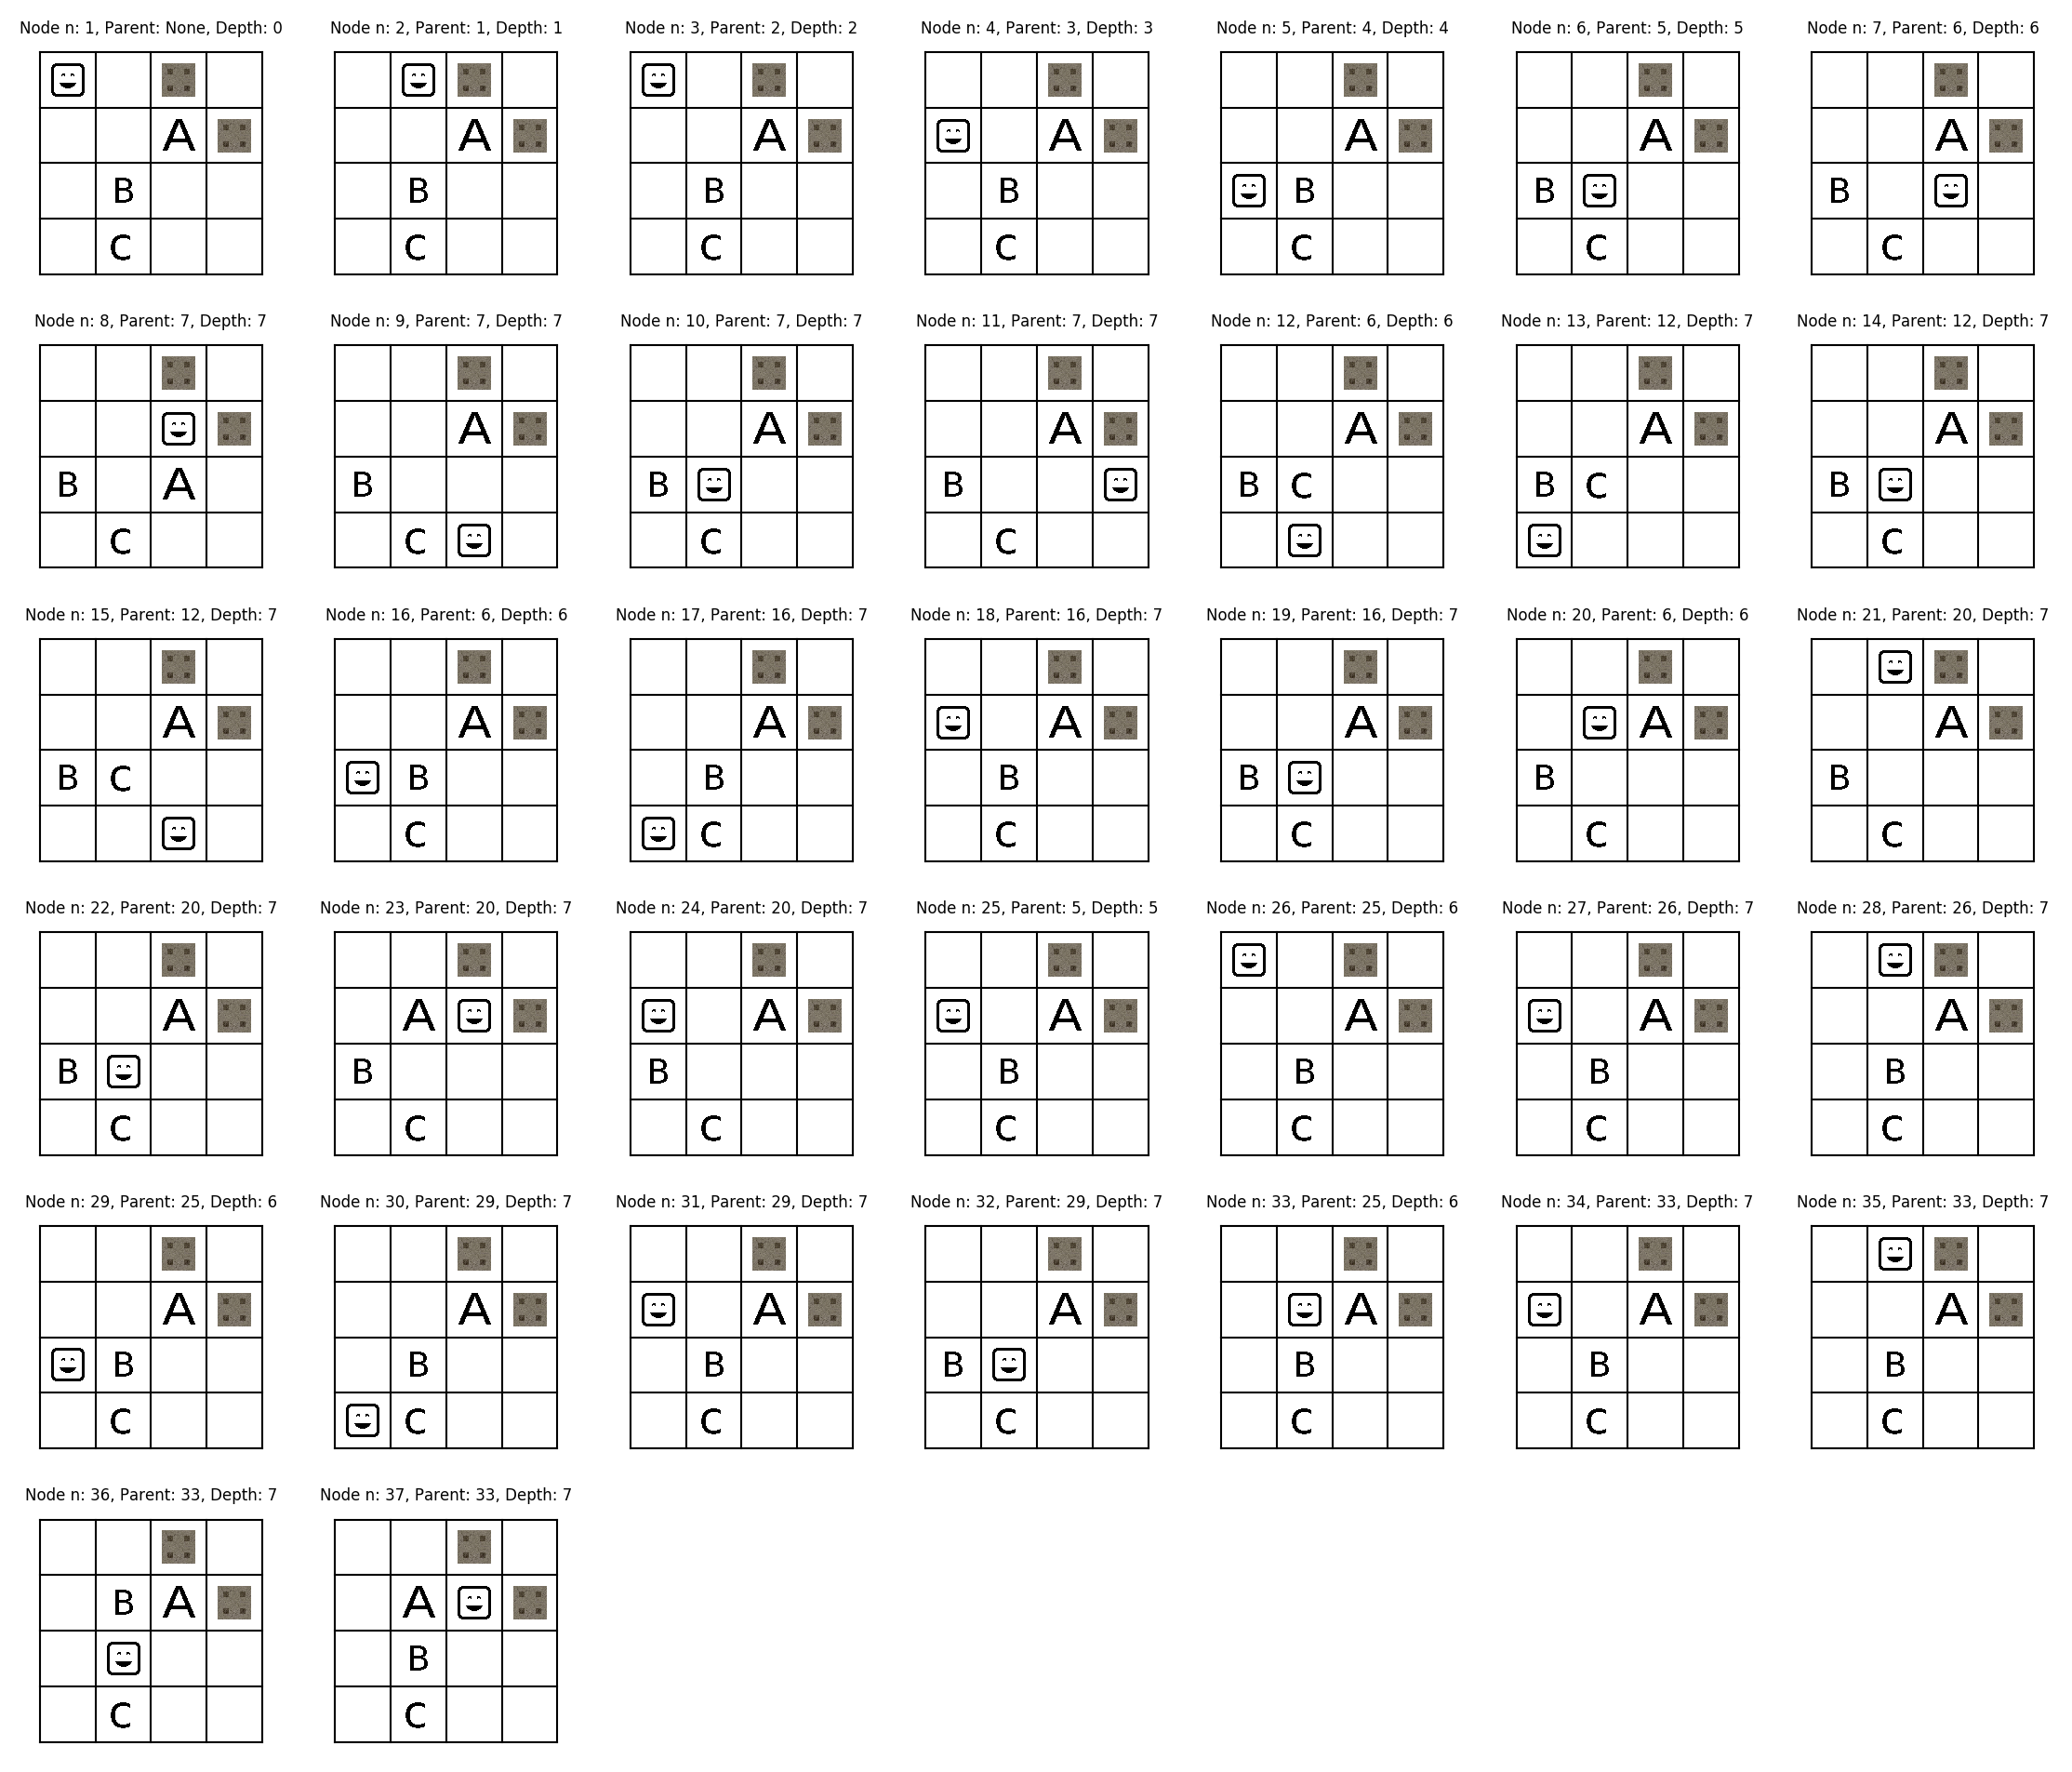 Node n: 1, Parent: None, Depth: 0
A
B
C
Node n: 2, Parent: 1, Depth: 1
A
B
C
Node n: 3, Parent: 2, Depth: 2
A
B
C
Node n: 4, Parent: 3, Depth: 3
A
B
C
Node n: 5, Parent: 4, Depth: 4
A
B
C
Node n: 6, Parent: 5, Depth: 5
A
B
C
Node n: 7, Parent: 6, Depth: 6
A
B
C
Node n: 8, Parent: 7, Depth: 7
B A
C
Node n: 9, Parent: 7, Depth: 7
A
B
C
Node n: 10, Parent: 7, Depth: 7
A
B
C
Node n: 11, Parent: 7, Depth: 7
A
B
C
Node n: 12, Parent: 6, Depth: 6
A
B C
Node n: 13, Parent: 12, Depth: 7
A
B C
Node n: 14, Parent: 12, Depth: 7
A
B
C
Node n: 15, Parent: 12, Depth: 7
A
B C
Node n: 16, Parent: 6, Depth: 6
A
B
C
Node n: 17, Parent: 16, Depth: 7
A
B
C
Node n: 18, Parent: 16, Depth: 7
A
B
C
Node n: 19, Parent: 16, Depth: 7
A
B
C
Node n: 20, Parent: 6, Depth: 6
A
B
C
Node n: 21, Parent: 20, Depth: 7
A
B
C
Node n: 22, Parent: 20, Depth: 7
A
B
C
Node n: 23, Parent: 20, Depth: 7
A
B
C
Node n: 24, Parent: 20, Depth: 7
A
B
C
Node n: 25, Parent: 5, Depth: 5
A
B
C
Node n: 26, Parent: 25, Depth: 6
A
B
C
Node n: 27, Parent: 26, Depth: 7
A
B
C
Node n: 28, Parent: 26, Depth: 7
A
B
C
Node n: 29, Parent: 25, Depth: 6
A
B
C
Node n: 30, Parent: 29, Depth: 7
A
B
C
Node n: 31, Parent: 29, Depth: 7
A
B
C
Node n: 32, Parent: 29, Depth: 7
A
B
C
Node n: 33, Parent: 25, Depth: 6
A
B
C
Node n: 34, Parent: 33, Depth: 7
A
B
C
Node n: 35, Parent: 33, Depth: 7
A
B
C
Node n: 36, Parent: 33, Depth: 7
B A
C
Node n: 37, Parent: 33, Depth: 7
A
B
C